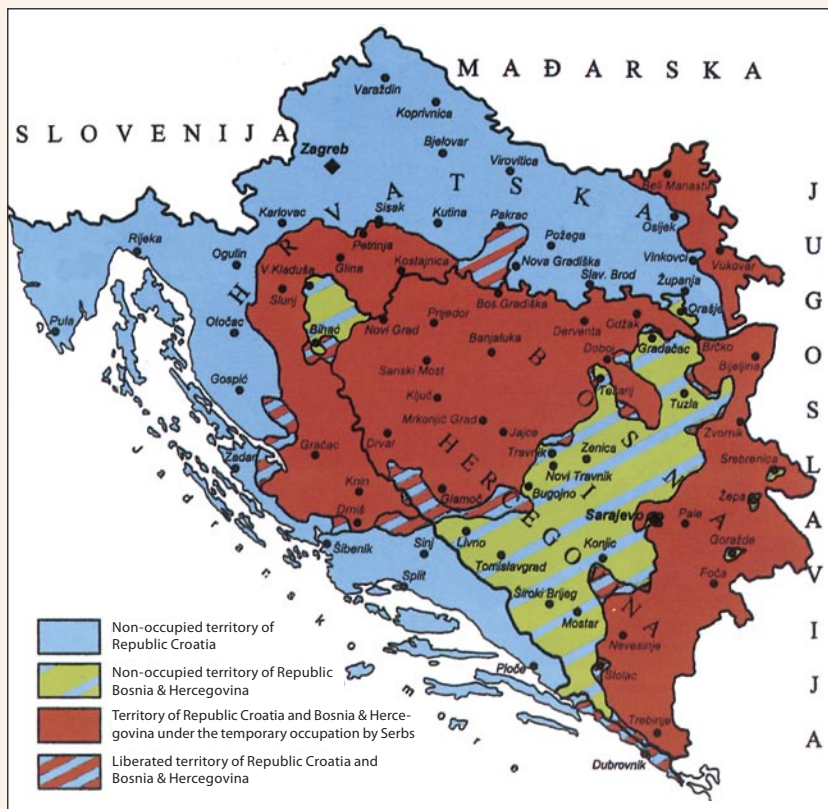 MAĐARSKA
SLOVENIJA
HRVATSKA
JUGOSLAVIJA
BOSNA
I
HERCEGOVINA
Jadransko more
Varaždin
Koprivnica
Zagreb
Bjelovar
Virovitica
Beli Manastir
Karlovac
Sisak
Kutina
Pakrac
Osijek
Rijeka
Petrinja
Požega
Ogulin
Glina
Kostajnica
Nova Gradiška
Vinkovci
Vukovar
V.Kladuša
Slunj
Slav. Brod
Županja
Bos.Gradiška
Orašje
Pula
Otočac
Bihać
Novi Grad
Prijedor
Derventa
Odžak
Banjaluka
Doboj
Gradačac
Brčko
Bijeljina
Sanski Most
Gospić
Ključ
Tešanj
Tuzla
Mrkonjić Grad
Zvornik
Gračac
Drvar
Jajce
Zadar
Travnik
Zenica
Srebrenica
Novi Travnik
Knin
Glamoč
Bugojno
Žepa
Drniš
Sarajevo
Pale
Šibenik
Sinj
Livno
Konjic
Goražde
Split
Tomislavgrad
Foča
Široki Brijeg
Mostar
Nevesinje
Ploče
Stolac
Trebinje
Dubrovnik
Non-occupied territory of
Republic Croatia
Non-occupied territory of Republic
Bosnia & Hercegovina
Territory of Republic Croatia and Bosnia & Herce-
govina under the temporary occupation by Serbs
Liberated territory of Republic Croatia and
Bosnia & Hercegovina